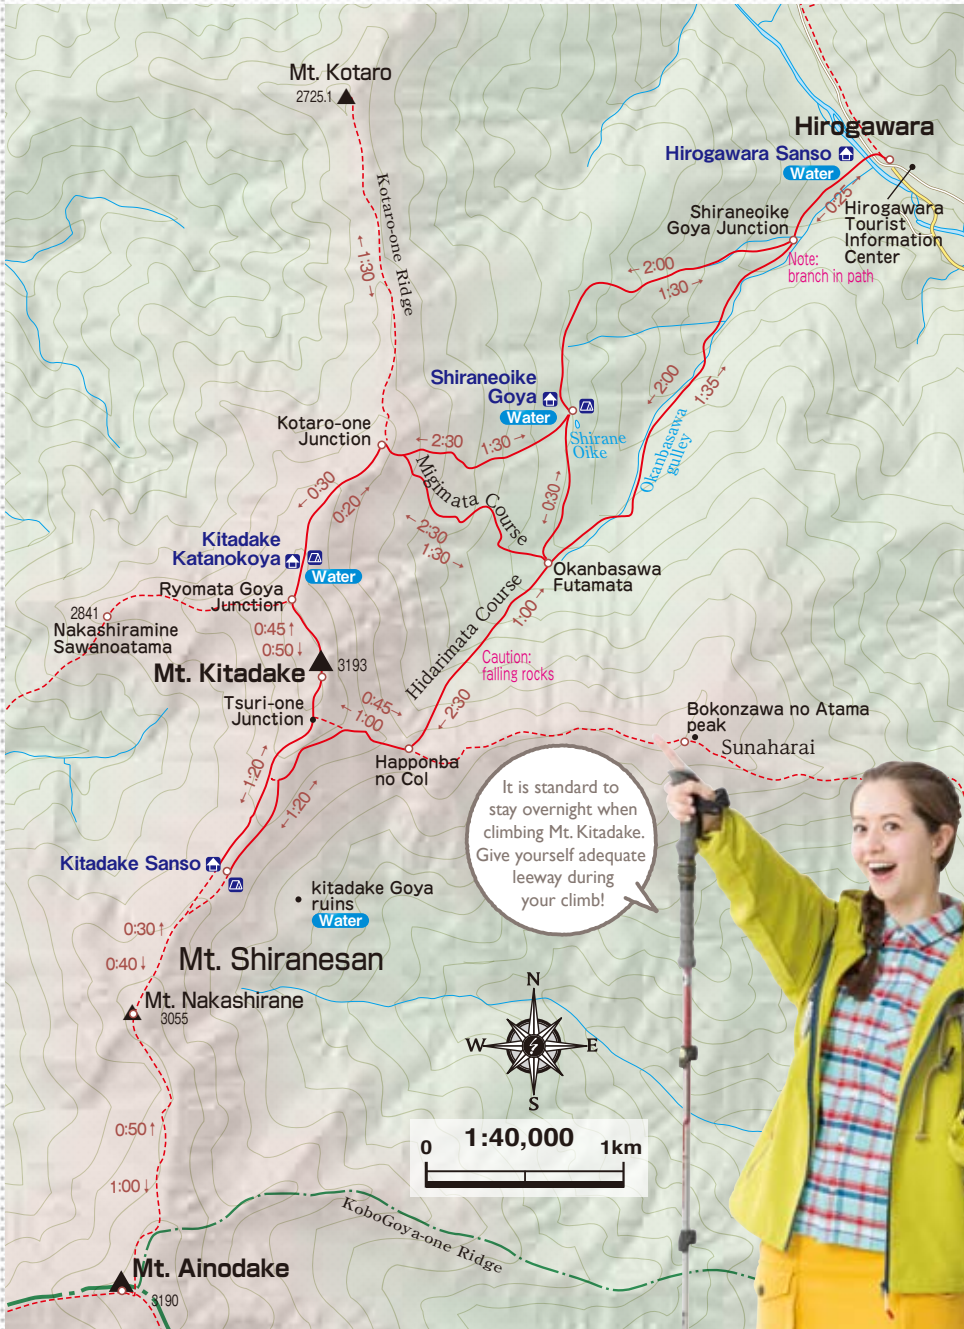 Mt. Kotaro
2725.1
Kotaro-one Ridge
←1:30→
Hirogawara
Hirogawara Sanso
Water
←0:25→
Shiraneoike
Goya Junction
Hirogawara
Tourist
Information
Center
Note:
branch in path
←2:00
1:30→
Shiraneoike
Goya
Water
Shirane
Oike
←2:00
1:35→
Okanbasawa
gulley
Kotaro-one
Junction
←2:30
1:30→
Migimata Course
←0:30
0:20→
←2:30
1:30→
←0:30→
Kitadake
Katanokoya
Water
Okanbasawa
Futamata
Ryomata Goya
Junction
2841
Nakashiramine
Sawanoatama
0:45↑
0:50↓
Hidarimata Course
1:00→
←2:30
Caution:
falling rocks
Mt. Kitadake
3193
Tsuri-one
Junction
0:45→
←1:00
Happonba
no Col
Bokonzawa no Atama
peak
Sunaharai
←1:20→
←1:20→
It is standard to
stay overnight when
climbing Mt. Kitadake.
Give yourself adequate
leeway during
your climb!
Kitadake Sanso
kitadake Goya
ruins
Water
0:30↑
0:40↓
Mt. Shiranesan
Mt. Nakashirane
3055
N
W
E
S
0:50↑
1:00↓
0
1:40,000
1km
KoboGoya-one Ridge
Mt. Ainodake
3190